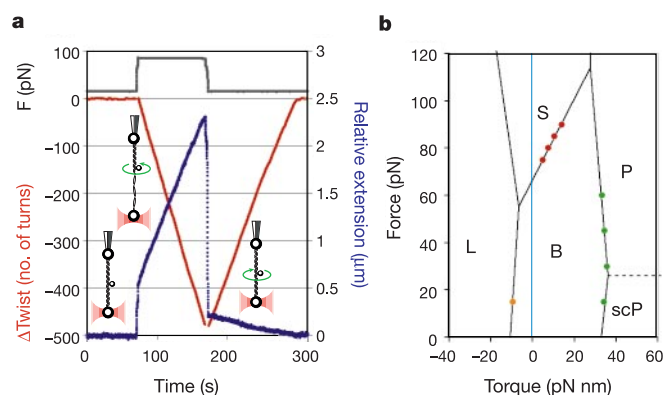 a
b
F (pN)
100
50
0
−100
−200
−300
−400
−500
ΔTwist (no. of turns)
3
2.5
2
1.5
1
0.5
0
Relative extension (μm)
100
200
300
Time (s)
Force (pN)
120
100
80
60
40
20
0
S
P
L
B
scP
−40
−20
0
20
40
60
Torque (pN nm)